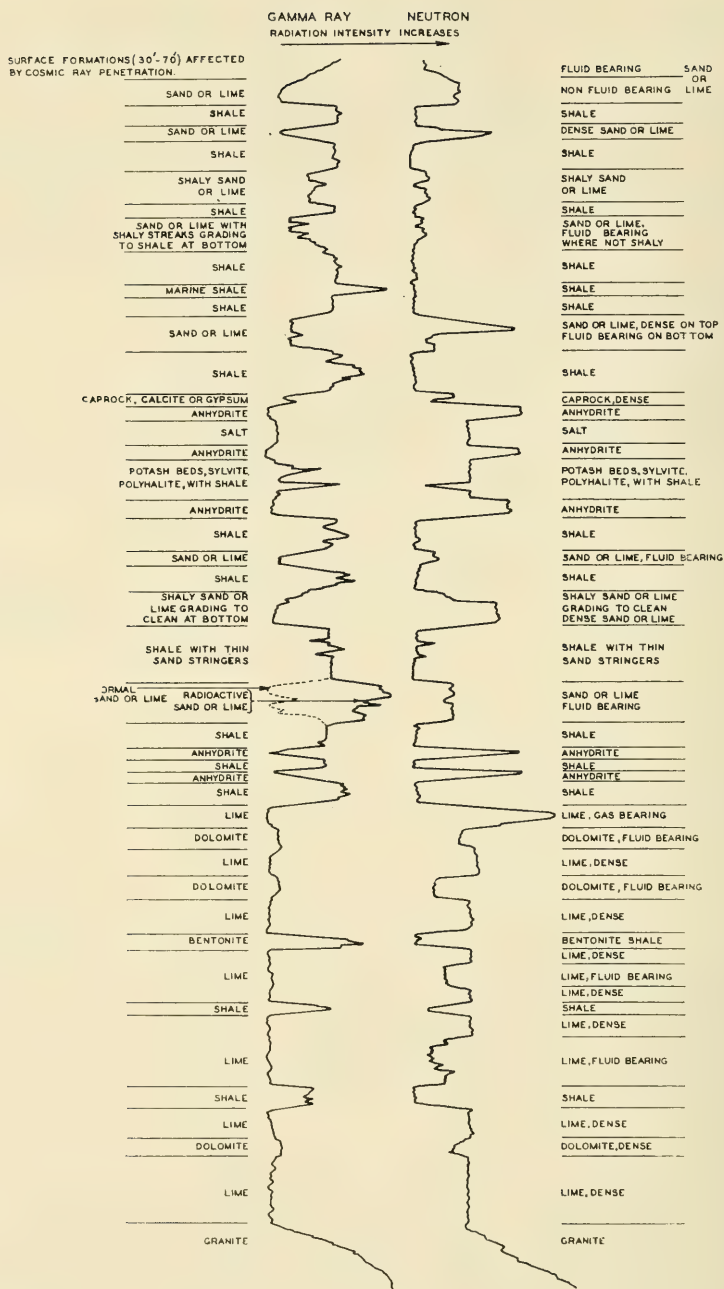 GAMMA RAY NEUTRON
RADIATION INTENSITY INCREASES
SURFACE FORMATIONS (30'-70') AFFECTED
BY COSMIC RAY PENETRATION.
SAND OR LIME
SHALE
SAND OR LIME
SHALE
SHALY SAND
OR LIME
SHALE
SAND OR LIME WITH
SHALY STREAKS GRADING
TO SHALE AT BOTTOM
SHALE
MARINE SHALE
SHALE
SAND OR LIME
SHALE
CAPROCK, CALCITE OR GYPSUM
ANHYDRITE
SALT
ANHYDRITE
POTASH BEDS, SYLVITE,
POLYHALITE, WITH SHALE
ANHYDRITE
SHALE
SAND OR LIME
SHALE
SHALY SAND OR
LIME GRADING TO
CLEAN AT BOTTOM
SHALE WITH THIN
SAND STRINGERS
ORMAL
SAND OR LIME
RADIOACTIVE
SAND OR LIME
SHALE
ANHYDRITE
SHALE
ANHYDRITE
SHALE
LIME
DOLOMITE
LIME
DOLOMITE
LIME
BENTONITE
LIME
SHALE
LIME
SHALE
LIME
DOLOMITE
LIME
GRANITE
FLUID BEARING
NON FLUID BEARING
SAND
OR
LIME
SHALE
DENSE SAND OR LIME
SHALE
SHALY SAND
OR LIME
SHALE
SAND OR LIME,
FLUID BEARING
WHERE NOT SHALY
SHALE
SHALE
SHALE
SAND OR LIME, DENSE ON TOP
FLUID BEARING ON BOTTOM
SHALE
CAPROCK, DENSE
ANHYDRITE
SALT
ANHYDRITE
POTASH BEDS, SYLVITE,
POLYHALITE, WITH SHALE
ANHYDRITE
SHALE
SAND OR LIME, FLUID BEARING
SHALE
SHALY SAND OR LIME
GRADING TO CLEAN
DENSE SAND OR LIME
SHALE WITH THIN
SAND STRINGERS
SAND OR LIME
FLUID BEARING
SHALE
ANHYDRITE
SHALE
ANHYDRITE
SHALE
LIME, GAS BEARING
DOLOMITE, FLUID BEARING
LIME, DENSE
DOLOMITE, FLUID BEARING
LIME, DENSE
BENTONITE SHALE
LIME, DENSE
LIME, FLUID BEARING
LIME, DENSE
SHALE
LIME, DENSE
LIME, FLUID BEARING
SHALE
LIME, DENSE
DOLOMITE, DENSE
LIME, DENSE
GRANITE